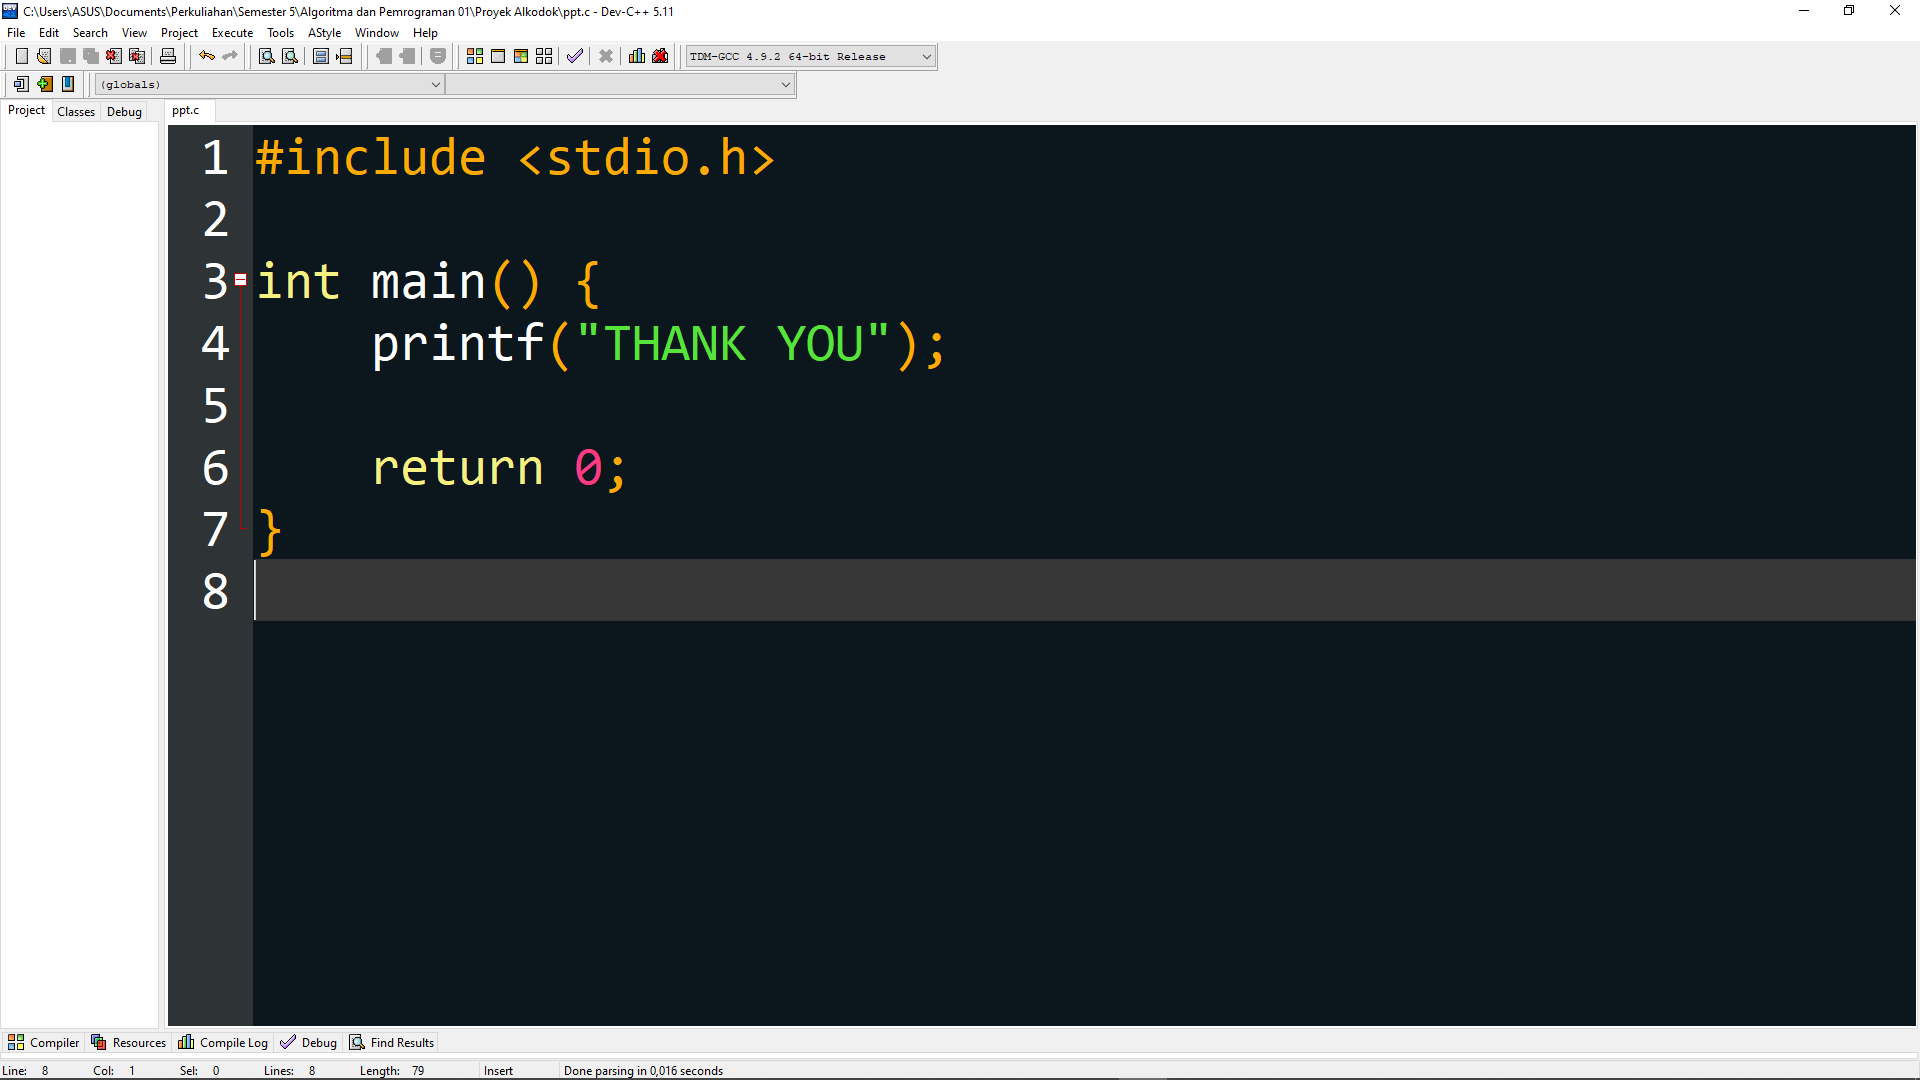 C:\Users\ASUS\Documents\Perkuliahan\Semester 5\Algoritma dan Pemrograman 01\Proyek Alkodok\ppt.c - Dev-C++ 5.11
File Edit Search View Project Execute Tools AStyle Window Help
TDM-GCC 4.9.2 64-bit Release
(globals)
Project Classes Debug ppt.c
1 #include <stdio.h>
2
3 int main() {
4     printf("THANK YOU");
5
6     return 0;
7 }
8
Compiler Resources Compile Log Debug Find Results
Line: 8 Col: 1 Sel: 0 Lines: 8 Length: 79 Insert Done parsing in 0,016 seconds